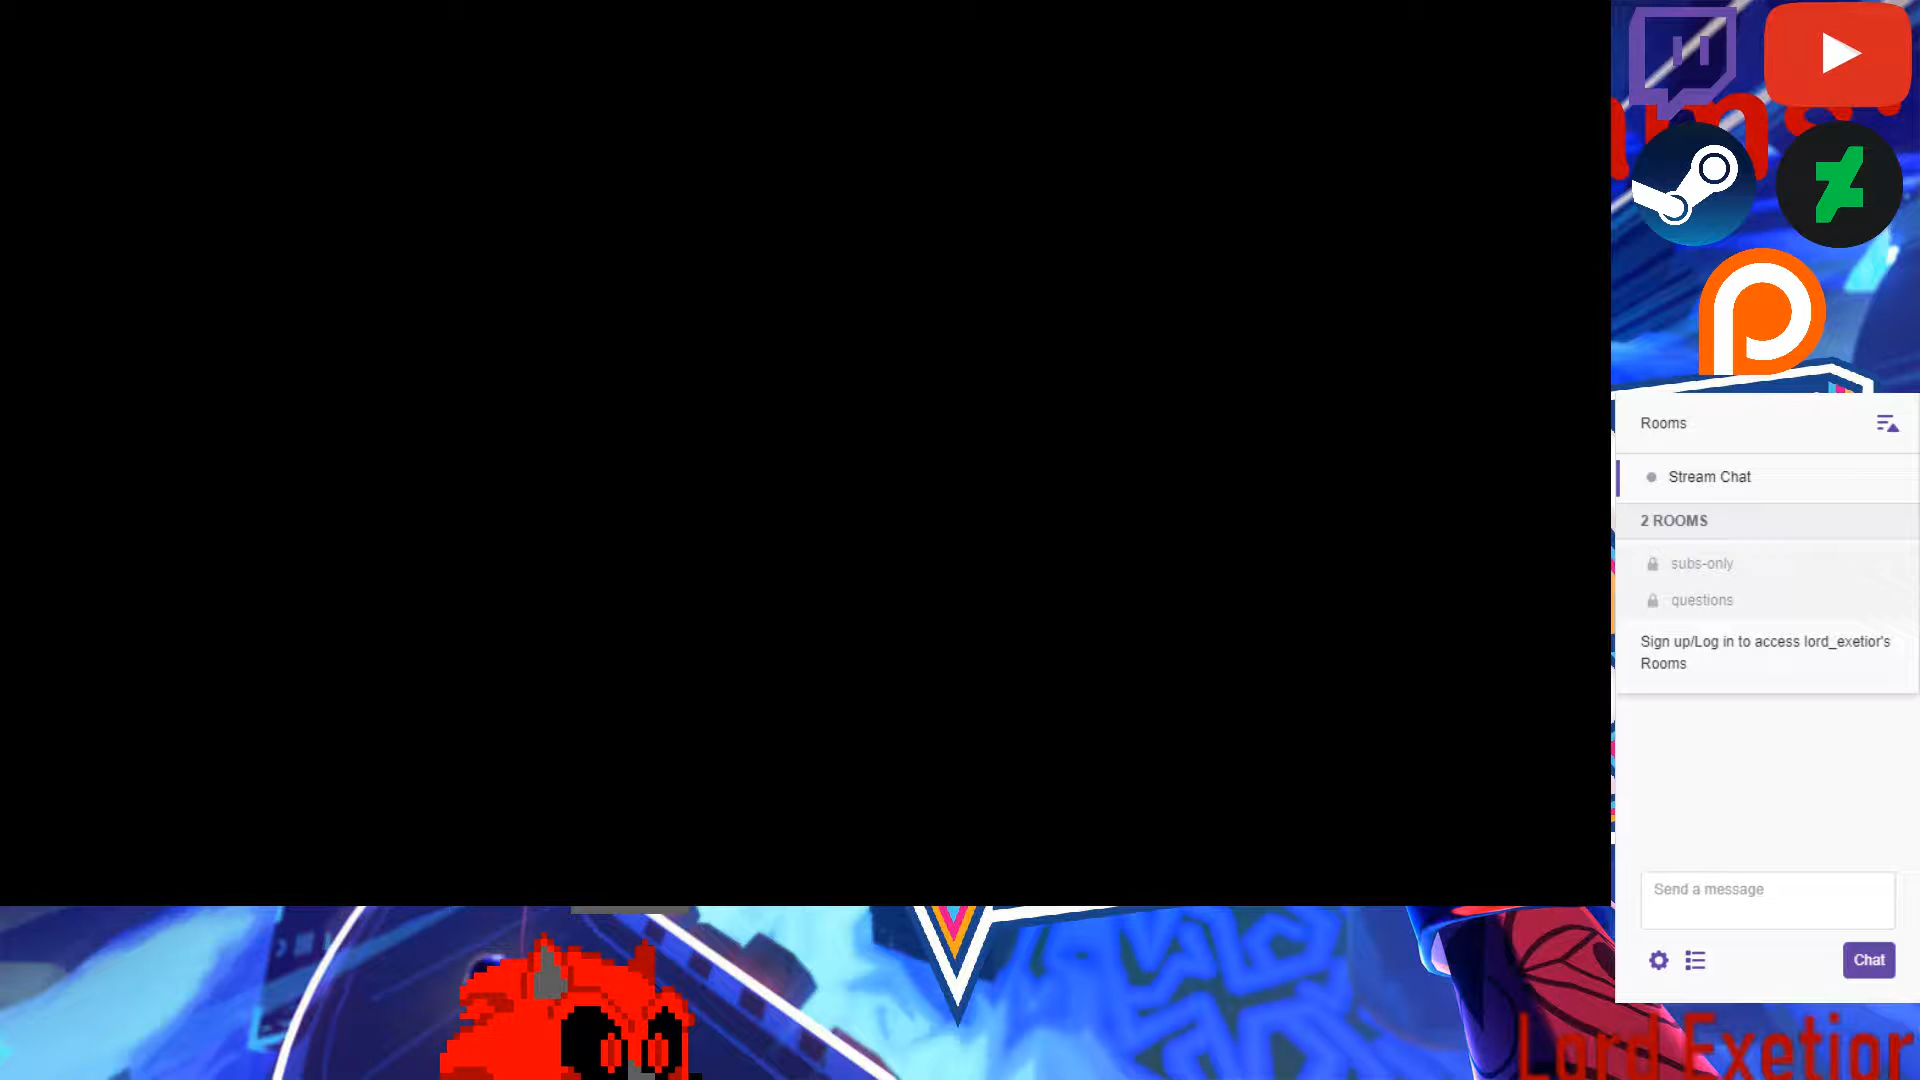 ms'
Rooms
Stream Chat
2 ROOMS
subs-only
questions
Sign up/Log in to access lord_exetior's
Rooms
Send a message
Chat
Lord Exetior